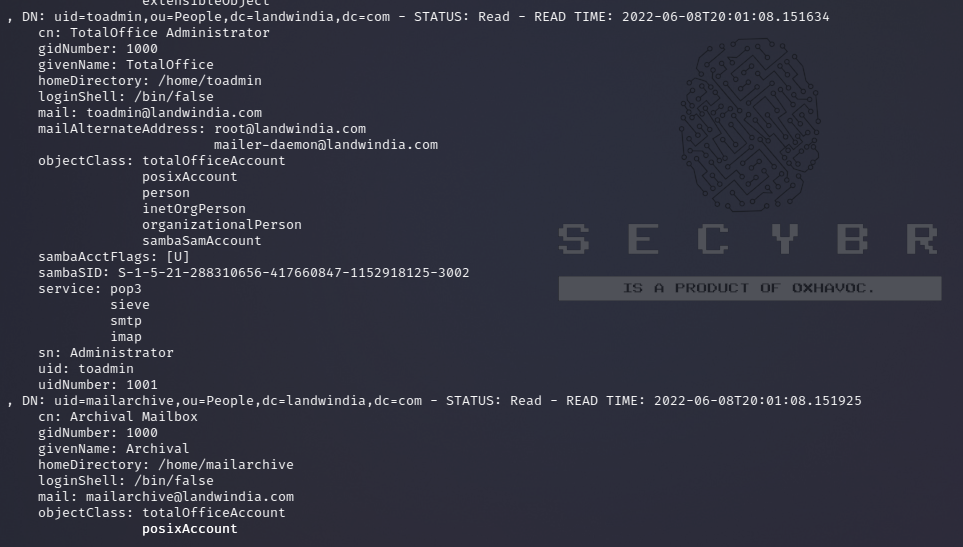 extensibleObject
, DN: uid=toadmin,ou=People,dc=landwindia,dc=com - STATUS: Read - READ TIME: 2022-06-08T20:01:08.151634
cn: TotalOffice Administrator
gidNumber: 1000
givenName: TotalOffice
homeDirectory: /home/toadmin
loginShell: /bin/false
mail: toadmin@landwindia.com
mailAlternateAddress: root@landwindia.com
mailer-daemon@landwindia.com
objectClass: totalOfficeAccount
posixAccount
person
inetOrgPerson
organizationalPerson
sambaSamAccount
sambaAcctFlags: [U]
sambaSID: S-1-5-21-288310656-417660847-1152918125-3002
service: pop3
sieve
smtp
imap
sn: Administrator
uid: toadmin
uidNumber: 1001
, DN: uid=mailarchive,ou=People,dc=landwindia,dc=com - STATUS: Read - READ TIME: 2022-06-08T20:01:08.151925
cn: Archival Mailbox
gidNumber: 1000
givenName: Archival
homeDirectory: /home/mailarchive
loginShell: /bin/false
mail: mailarchive@landwindia.com
objectClass: totalOfficeAccount
posixAccount
SECYBR
IS A PRODUCT OF 0XHAVOC.